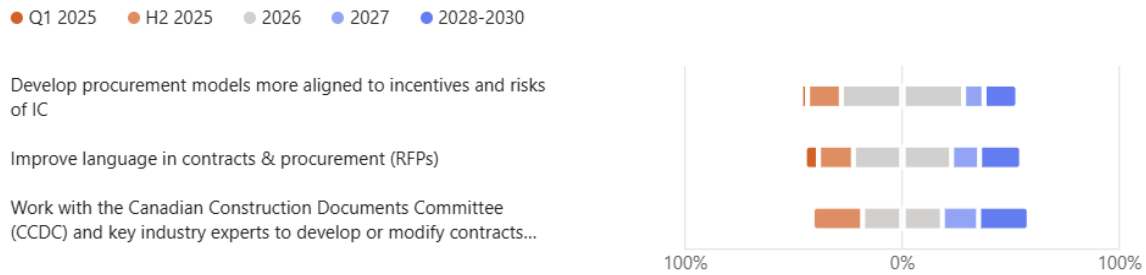 Q1 2025 H2 2025 2026 2027 2028-2030
Develop procurement models more aligned to incentives and risks
of IC
Improve language in contracts & procurement (RFPs)
Work with the Canadian Construction Documents Committee
(CCDC) and key industry experts to develop or modify contracts...
100% 0% 100%